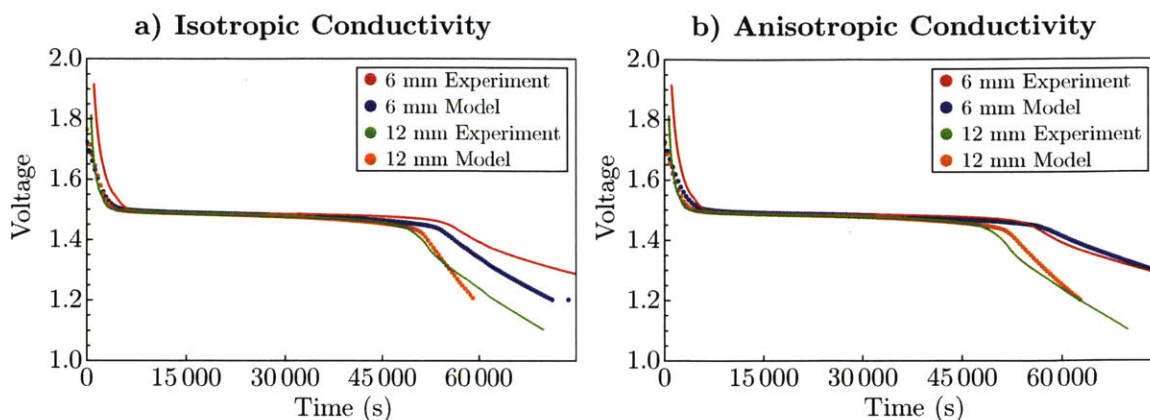 a) Isotropic Conductivity
2.0
1.8
1.6
1.4
1.2
1.0
Voltage
6 mm Experiment
6 mm Model
12 mm Experiment
12 mm Model
0
15 000
30 000
45 000
60 000
Time (s)
b) Anisotropic Conductivity
2.0
1.8
1.6
1.4
1.2
1.0
Voltage
6 mm Experiment
6 mm Model
12 mm Experiment
12 mm Model
0
15 000
30 000
45 000
60 000
Time (s)